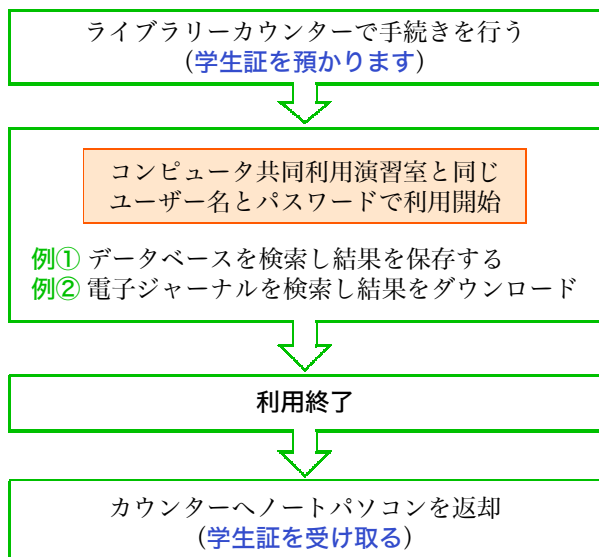 ライブラリーカウンターで手続きを行う
(学生証を預かります)
コンピュータ共同利用演習室と同じ
ユーザー名とパスワードで利用開始
例① データベースを検索し結果を保存する
例② 電子ジャーナルを検索し結果をダウンロード
利用終了
カウンターへノートパソコンを返却
(学生証を受け取る)